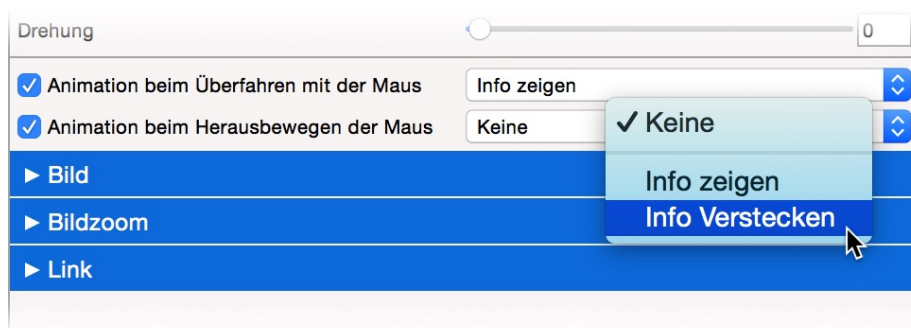 Drehung 0
Animation beim Überfahren mit der Maus Info zeigen
Animation beim Herausbewegen der Maus Keine
✓ Keine
Info zeigen
Info Verstecken
▶ Bild
▶ Bildzoom
▶ Link